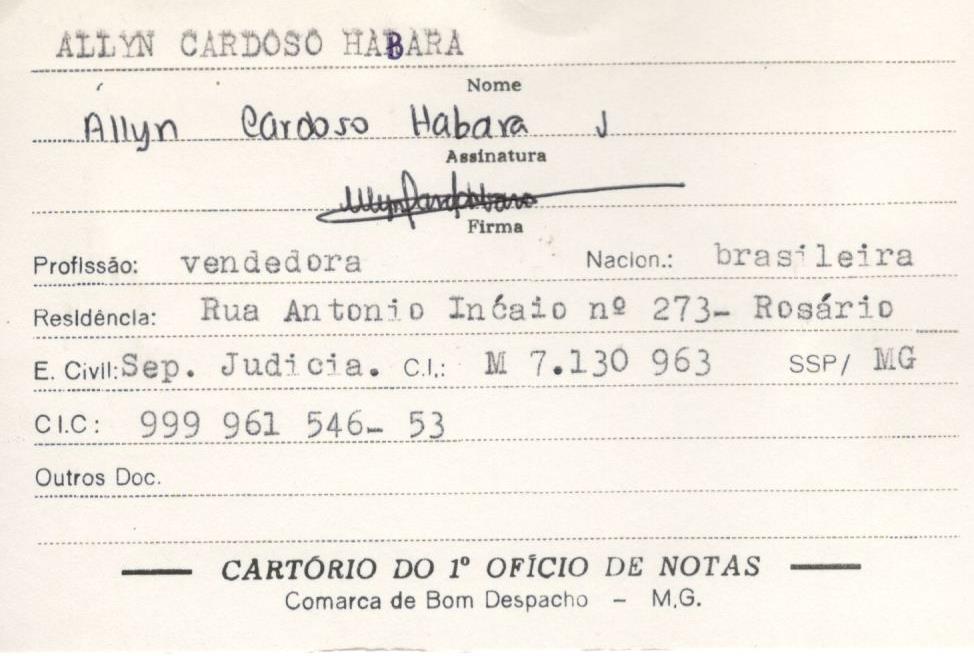 ALLYN CARDOSO HABARA
Nome
Allyn Cardoso Habara
Assinatura
Firma
Profissão: vendedora Nacion.: brasileira
Residência: Rua Antonio Incaio nº 273- Rosário
E. Civil: Sep. Judicia. C.I.: M 7.130 963 SSP/ MG
C I.C: 999 961 546- 53
Outros Doc.
CARTÓRIO DO 1º OFÍCIO DE NOTAS
Comarca de Bom Despacho - M.G.